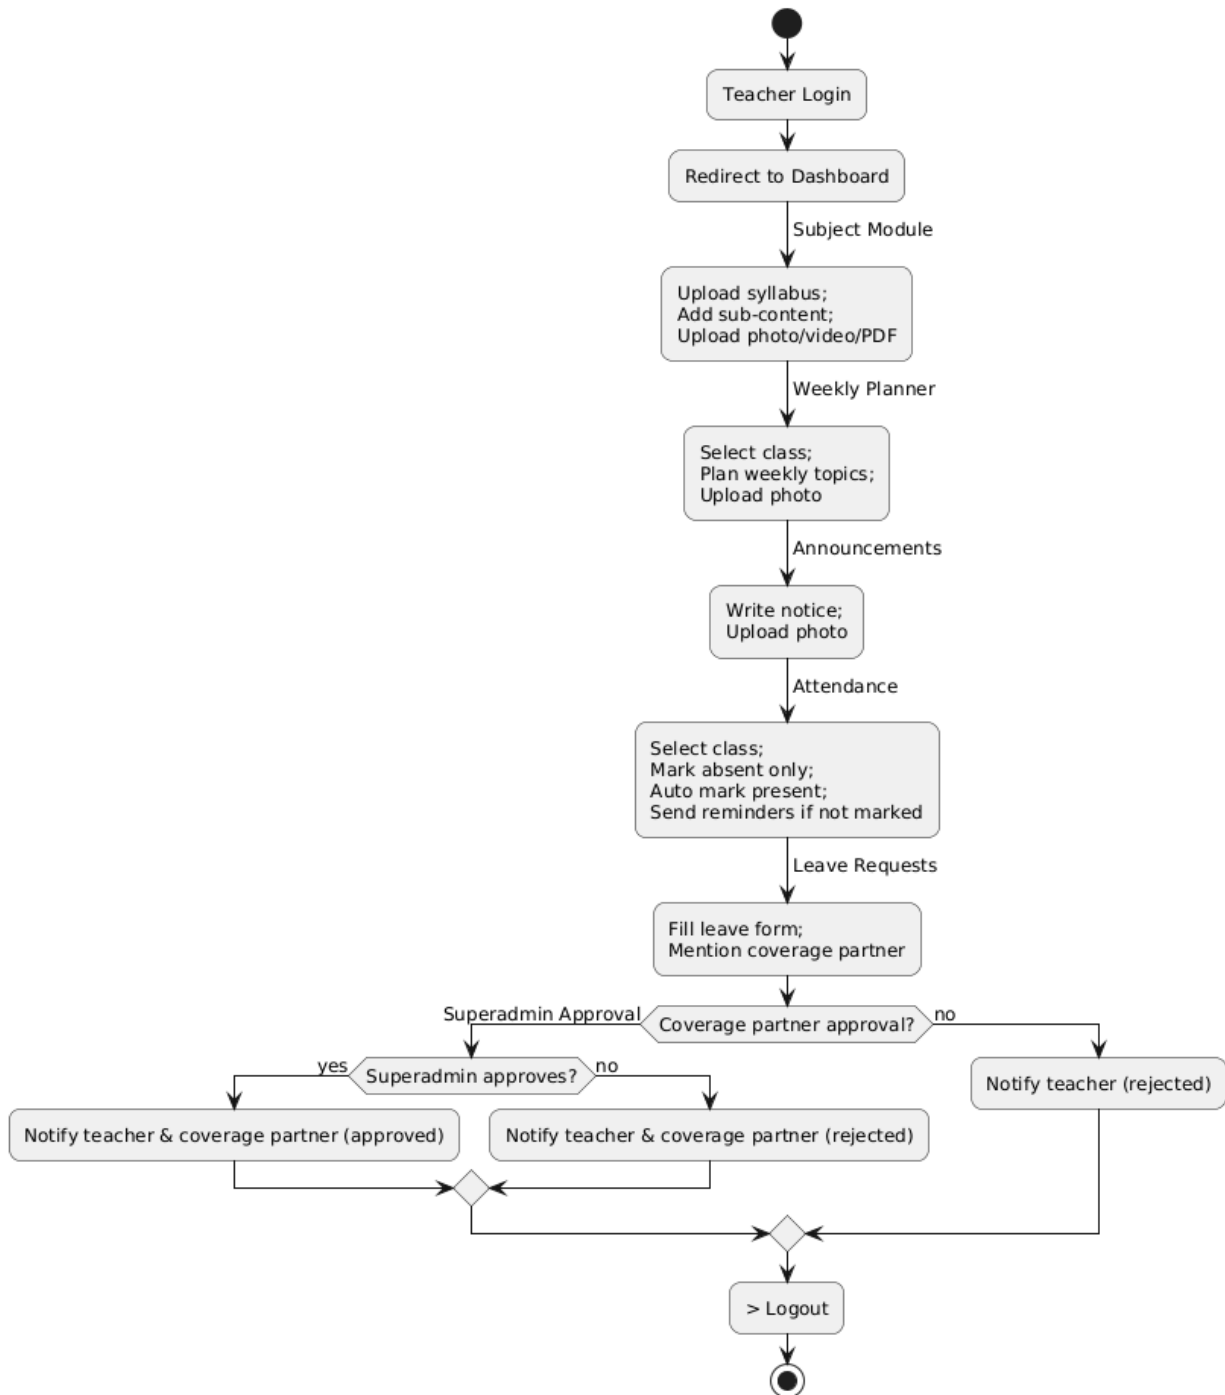 Teacher Login
Redirect to Dashboard
Subject Module
Upload syllabus;
Add sub-content;
Upload photo/video/PDF
Weekly Planner
Select class;
Plan weekly topics;
Upload photo
Announcements
Write notice;
Upload photo
Attendance
Select class;
Mark absent only;
Auto mark present;
Send reminders if not marked
Leave Requests
Fill leave form;
Mention coverage partner
Superadmin Approval
Coverage partner approval?
no
yes
Superadmin approves?
no
Notify teacher (rejected)
Notify teacher & coverage partner (approved)
Notify teacher & coverage partner (rejected)
> Logout